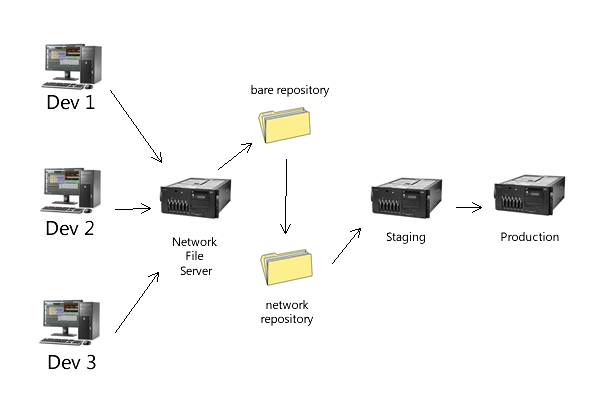 Dev 1
bare repository
Dev 2
Network
File
Server
Staging
Production
network
repository
Dev 3